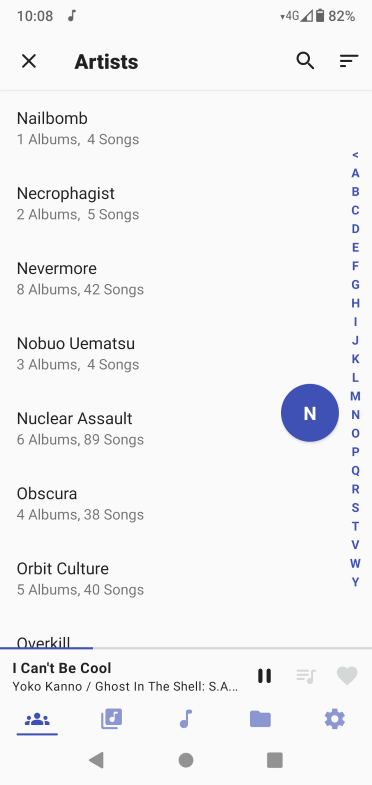 10:08
4G
82%
Artists
Nailbomb
1 Albums, 4 Songs
Necrophagist
2 Albums, 5 Songs
Nevermore
8 Albums, 42 Songs
Nobuo Uematsu
3 Albums, 4 Songs
Nuclear Assault
6 Albums, 89 Songs
Obscura
4 Albums, 38 Songs
Orbit Culture
5 Albums, 40 Songs
Overkill
<
A
B
C
D
E
F
G
H
I
J
K
L
M
N
O
P
Q
R
S
T
V
W
Y
N
I Can't Be Cool
Yoko Kanno / Ghost In The Shell: S.A...